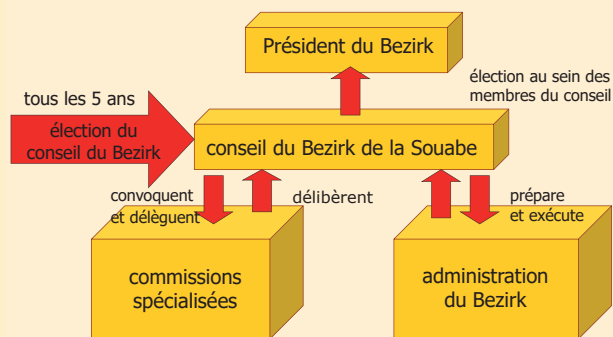 Président du Bezirk
élection au sein des
membres du conseil
tous les 5 ans
élection du
conseil du Bezirk
conseil du Bezirk de la Souabe
convoquent
et délèguent
délibèrent
prépare
et exécute
commissions
spécialisées
administration
du Bezirk